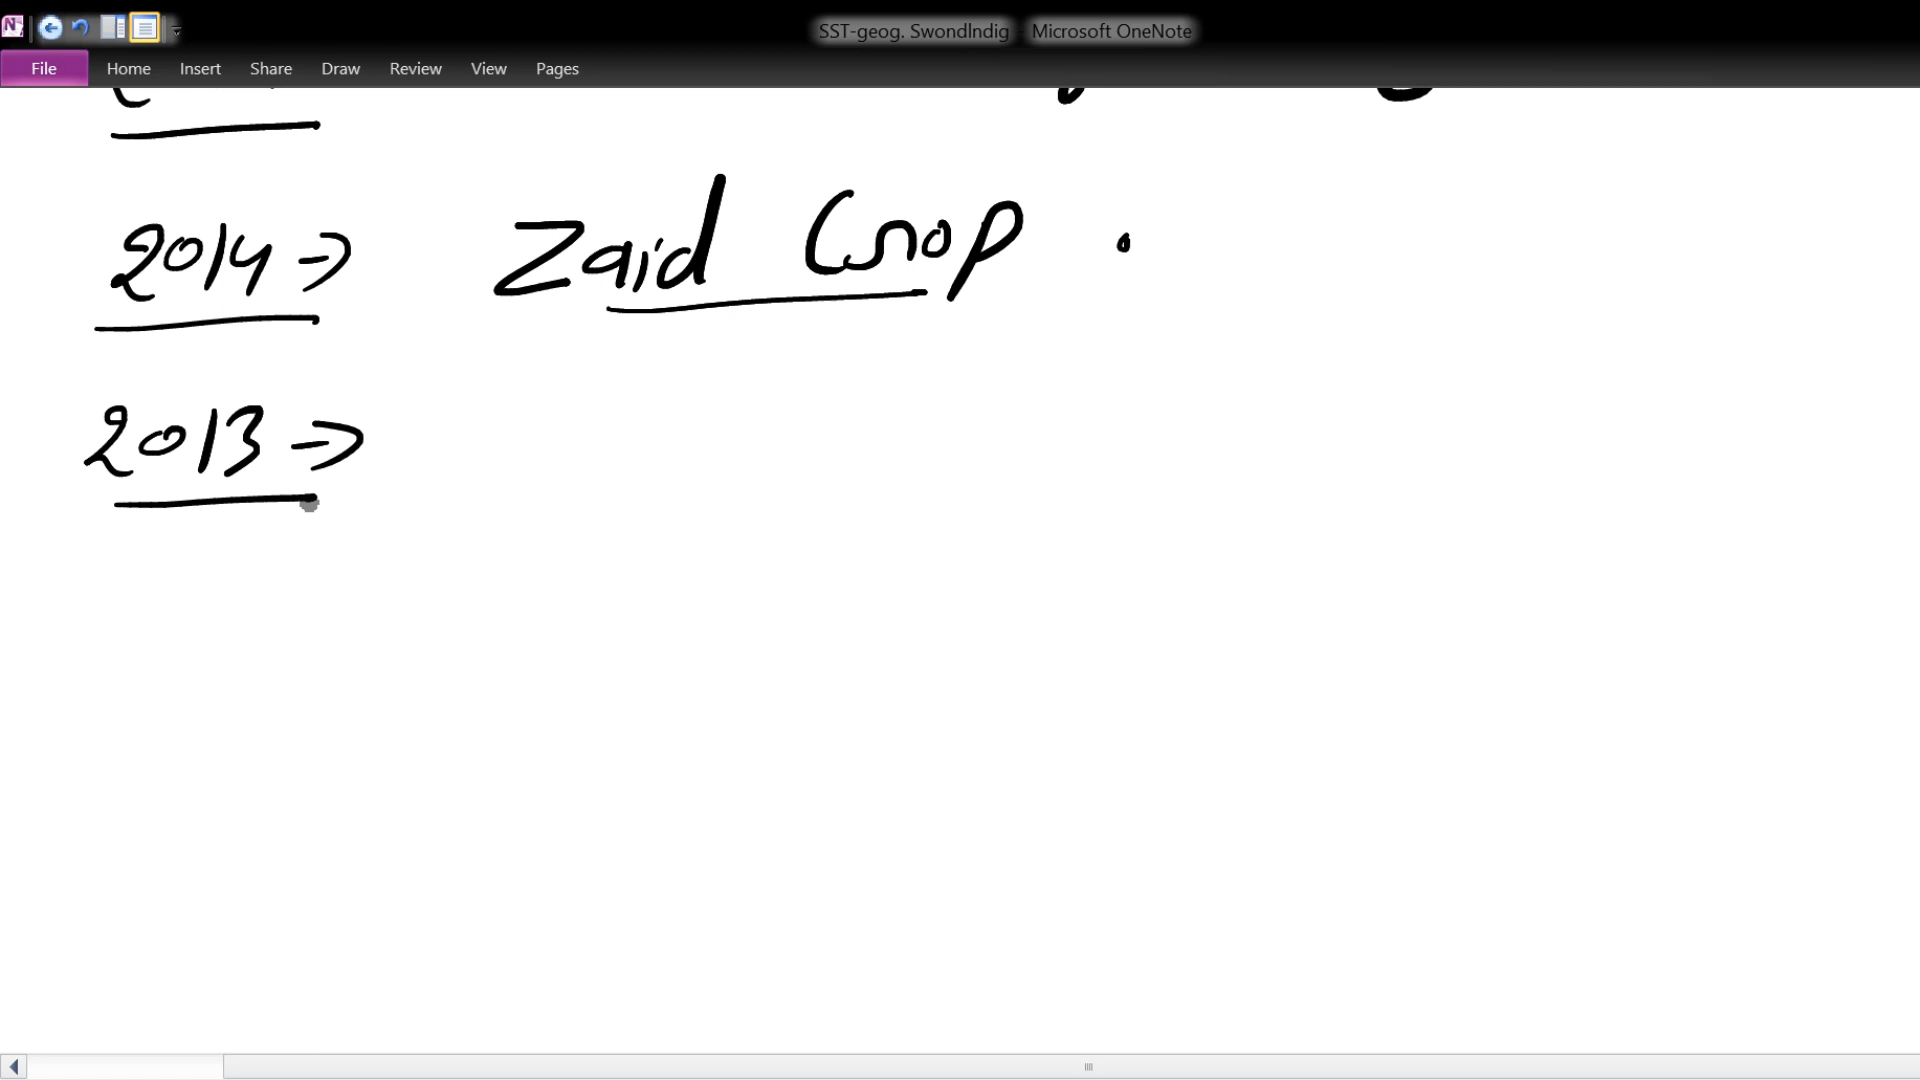 SST-geog. SwondIndig - Microsoft OneNote
File Home Insert Share Draw Review View Pages
2014 → Zaid Crop .
2013 →